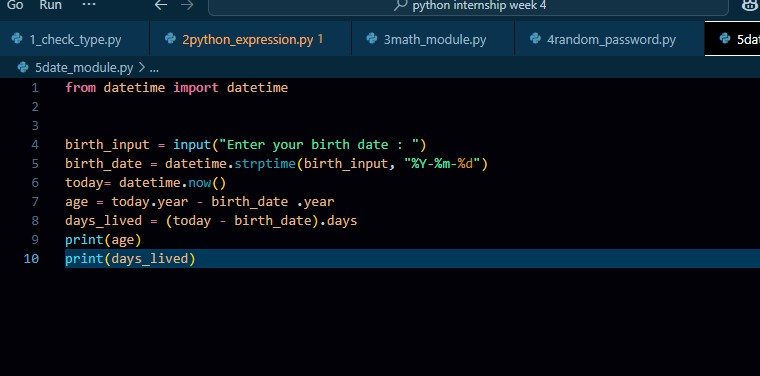 Go Run ··· ← → python internship week 4
1_check_type.py 2python_expression.py 1 3math_module.py 4random_password.py 5dat
5date_module.py > ...
1 from datetime import datetime
2
3
4 birth_input = input("Enter your birth date : ")
5 birth_date = datetime.strptime(birth_input, "%Y-%m-%d")
6 today= datetime.now()
7 age = today.year - birth_date .year
8 days_lived = (today - birth_date).days
9 print(age)
10 print(days_lived)